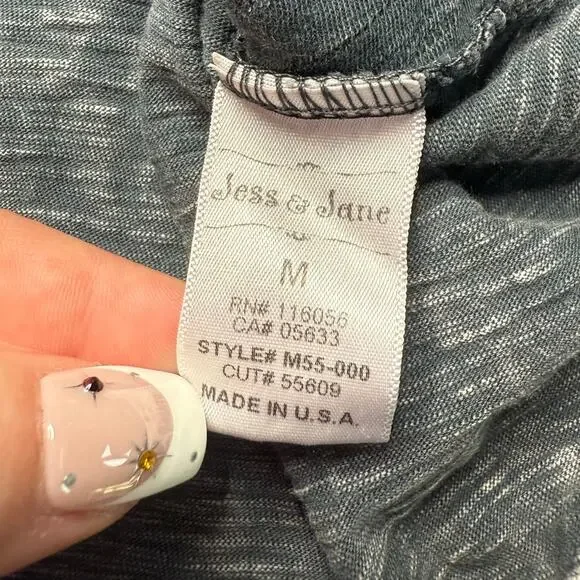 Jess & Jane
M
RN# 116056
CA# 05633
STYLE# M55-000
CUT# 55609
MADE IN U.S.A.